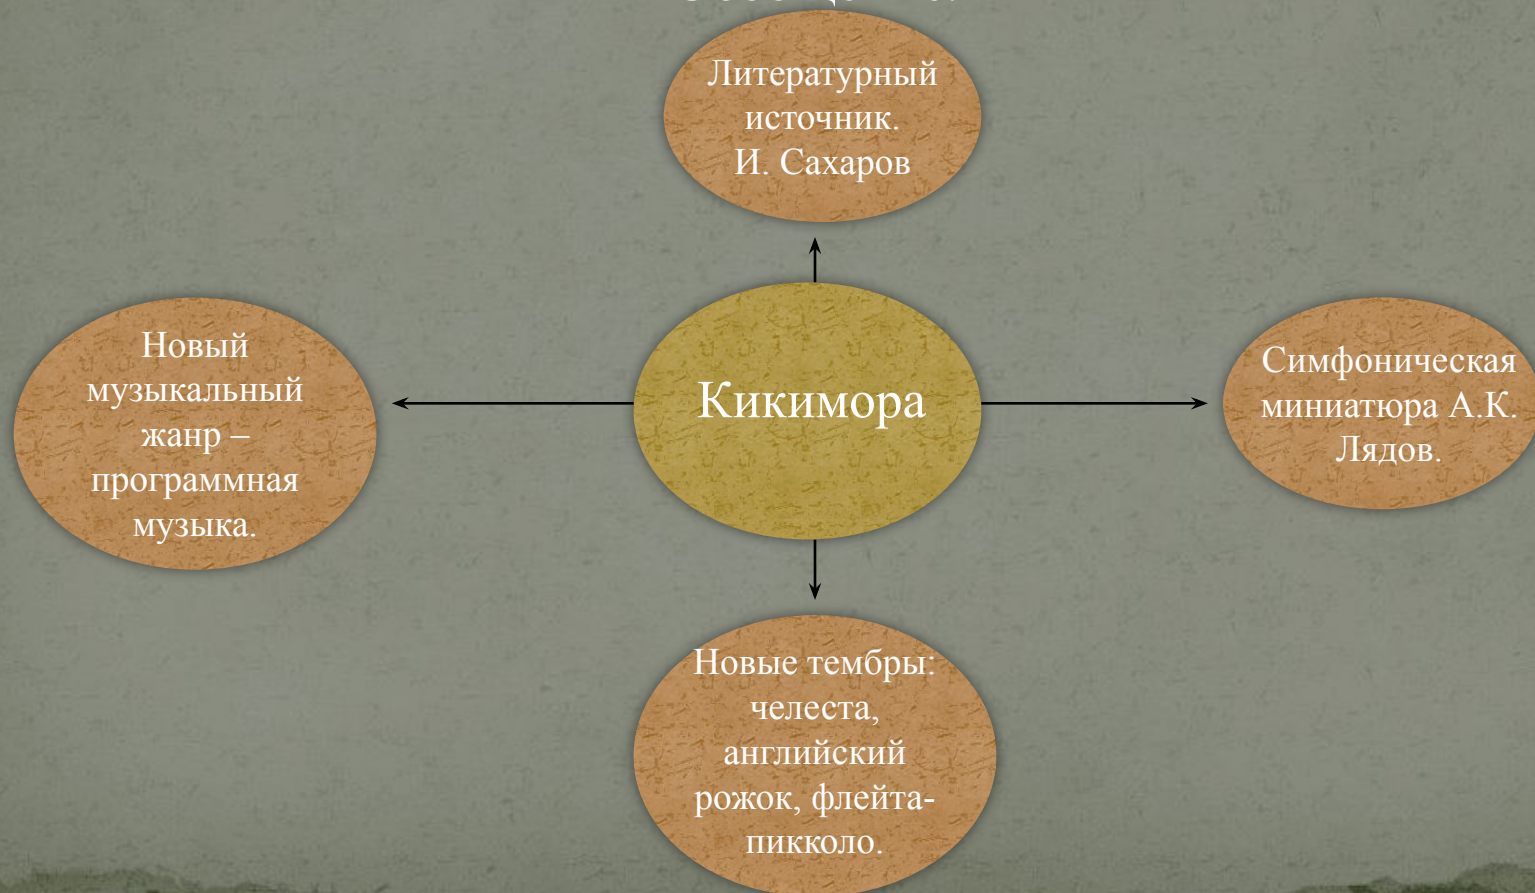 Литературный
источник.
И. Сахаров
Новый
музыкальный
жанр –
программная
музыка.
Кикимора
Симфоническая
миниатюра А.К.
Лядов.
Новые тембры:
челеста,
английский
рожок, флейта-
пикколо.